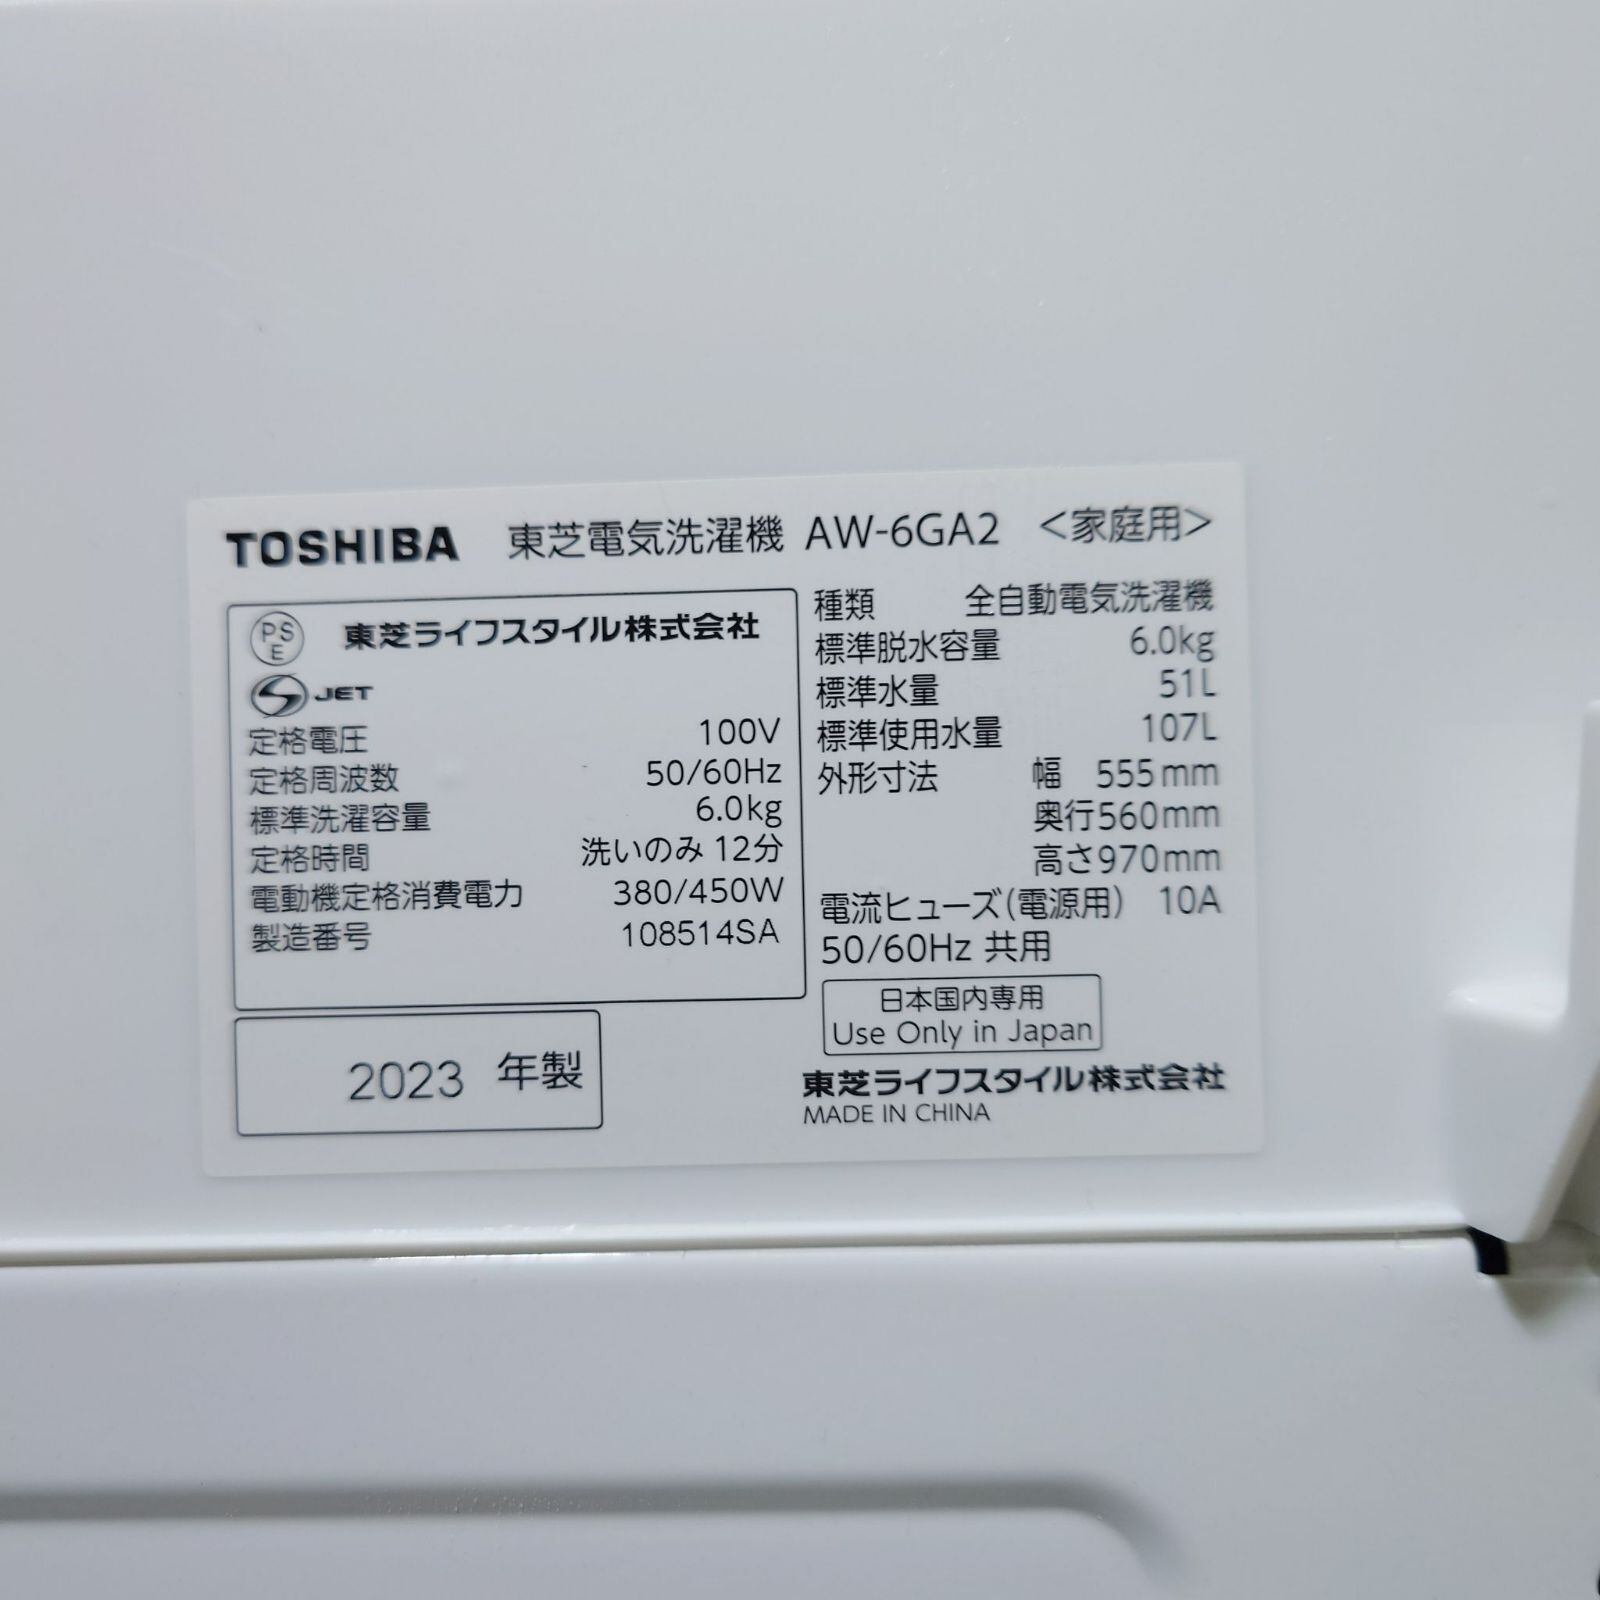 TOSHIBA 東芝電気洗濯機 AW-6GA2 <家庭用>
PS
E
東芝ライフスタイル株式会社
JET
定格電圧 100V
定格周波数 50/60Hz
標準洗濯容量 6.0kg
定格時間 洗いのみ 12分
電動機定格消費電力 380/450W
製造番号 108514SA
2023 年製
種類 全自動電気洗濯機
標準脱水容量 6.0kg
標準水量 51L
標準使用水量 107L
外形寸法 幅 555mm
奥行560mm
高さ970mm
電流ヒューズ(電源用) 10A
50/60Hz 共用
日本国内専用
Use Only in Japan
東芝ライフスタイル株式会社
MADE IN CHINA